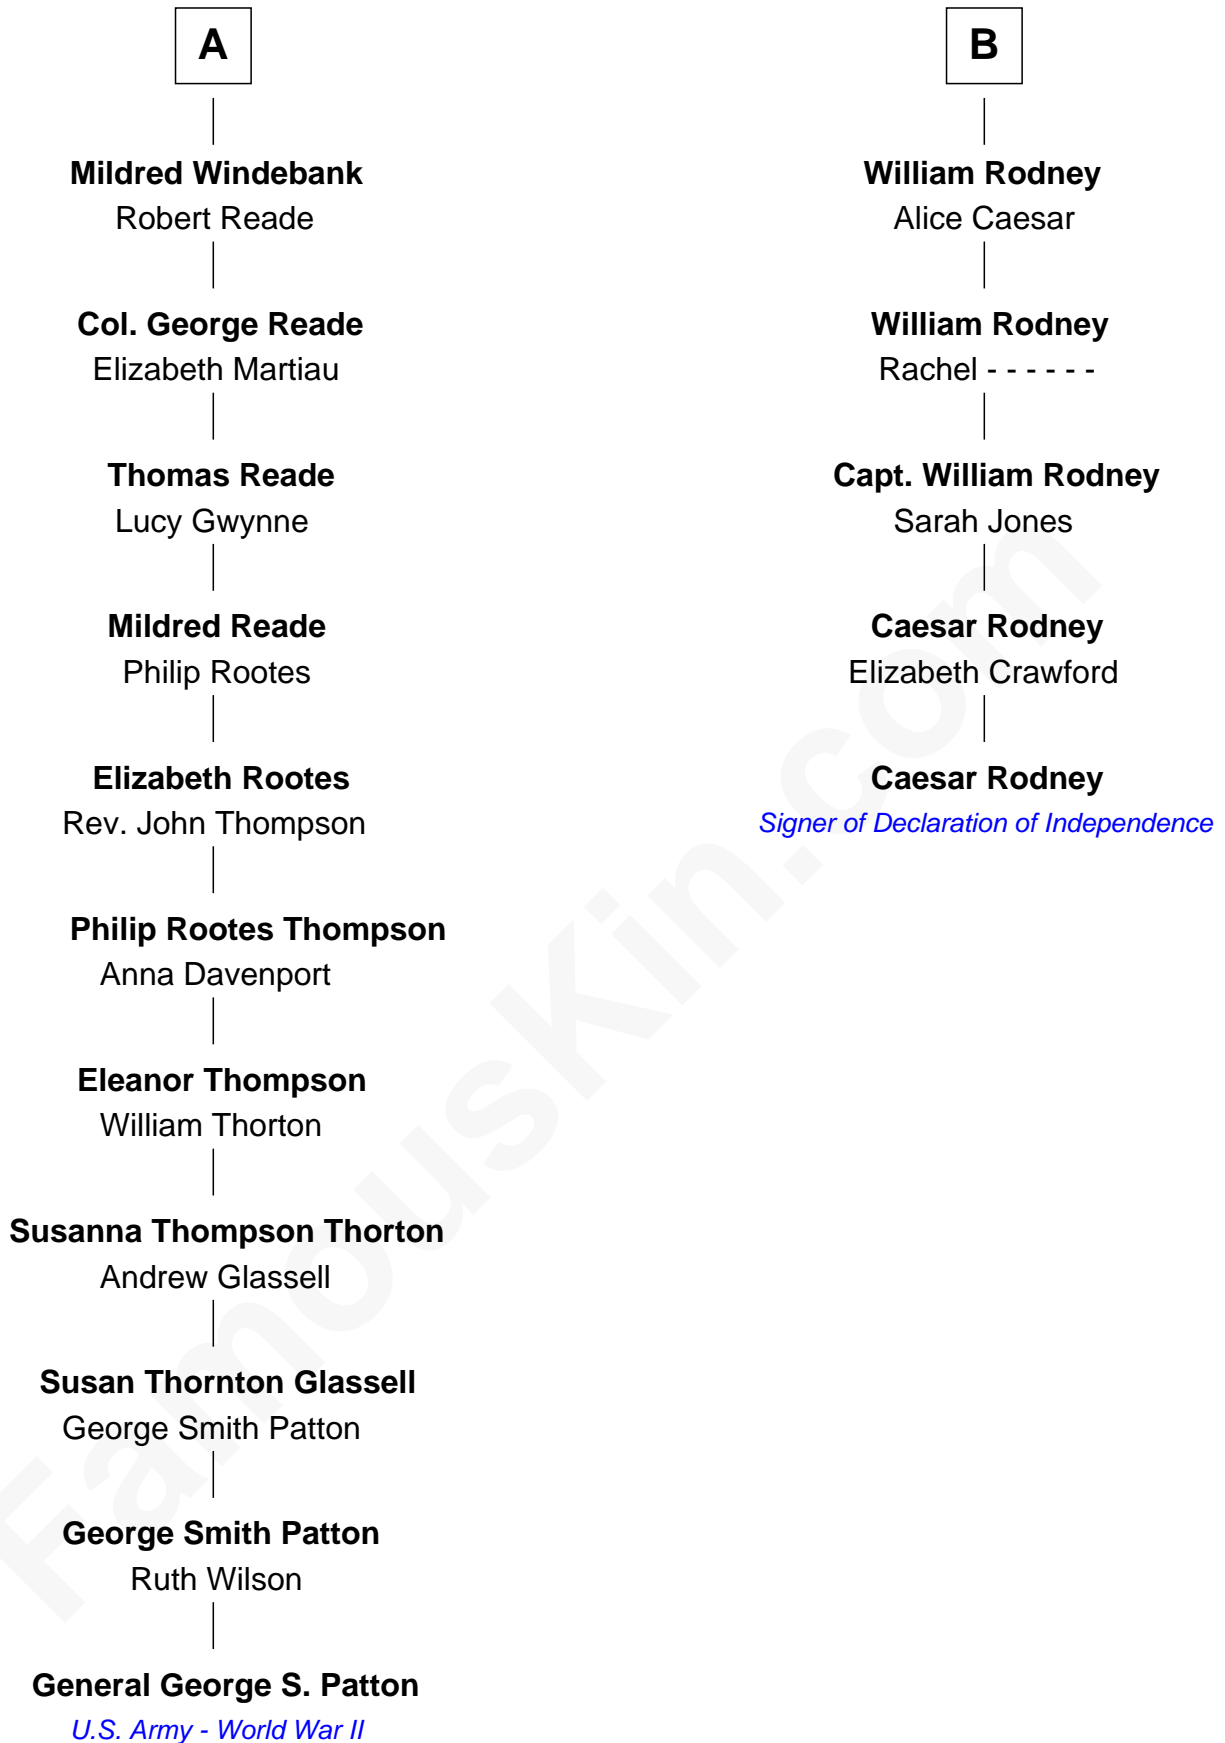 A
Mildred Windebank
Robert Reade
Col. George Reade
Elizabeth Martiau
Thomas Reade
Lucy Gwynne
Mildred Reade
Philip Rootes
Elizabeth Rootes
Rev. John Thompson
Philip Rootes Thompson
Anna Davenport
Eleanor Thompson
William Thorton
Susanna Thompson Thorton
Andrew Glassell
Susan Thornton Glassell
George Smith Patton
George Smith Patton
Ruth Wilson
General George S. Patton
U.S. Army - World War II
B
William Rodney
Alice Caesar
William Rodney
Rachel - - - - - -
Capt. William Rodney
Sarah Jones
Caesar Rodney
Elizabeth Crawford
Caesar Rodney
Signer of Declaration of Independence
FamousKin.com